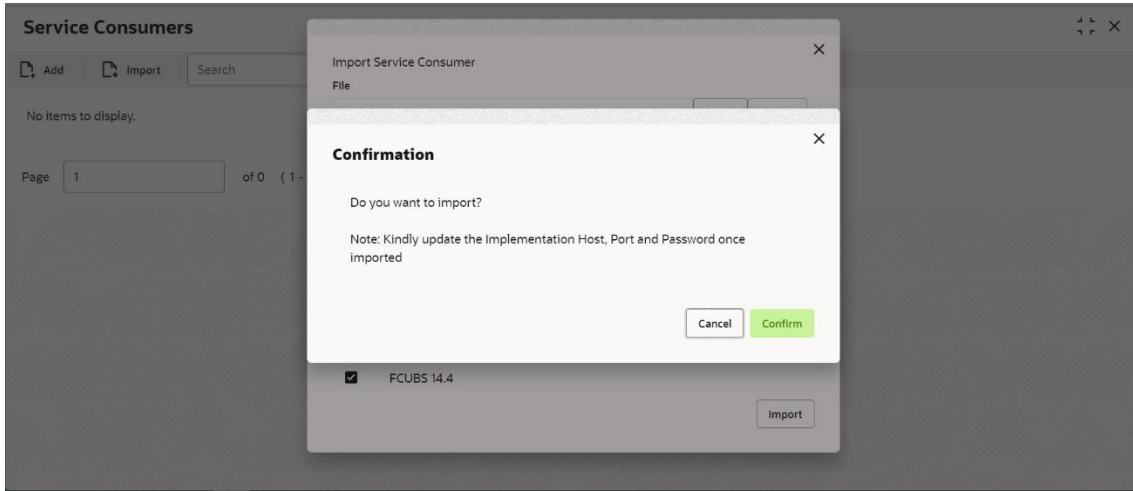 Service Consumers
Add
Import
Search
No items to display.
Page 1 of 0 (1 -
Import Service Consumer
File
Confirmation
Do you want to import?
Note: Kindly update the Implementation Host, Port and Password once
imported
Cancel
Confirm
FCUBS 14.4
Import